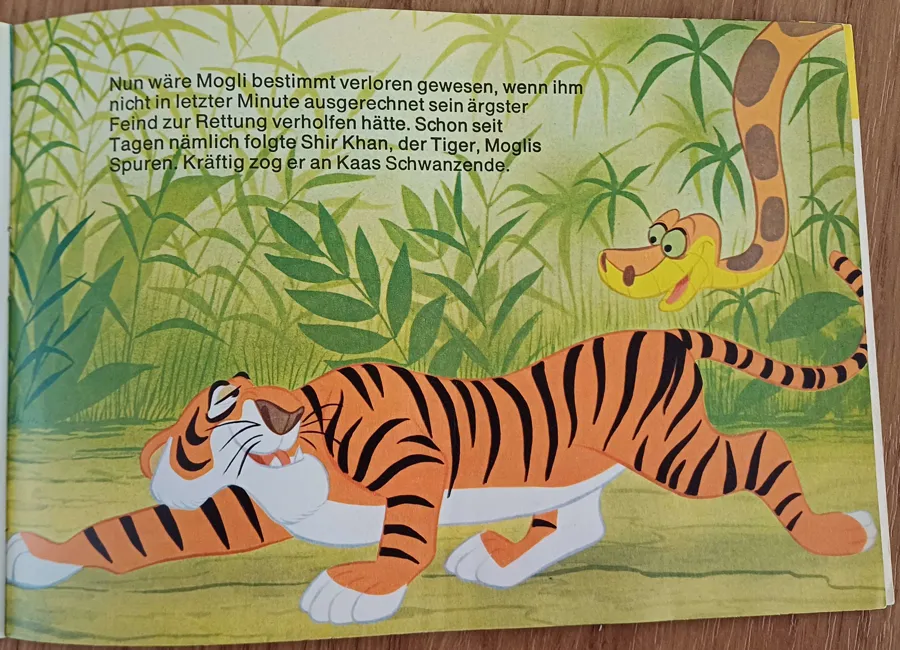 Nun wäre Mogli bestimmt verloren gewesen, wenn ihm
nicht in letzter Minute ausgerechnet sein ärgster
Feind zur Rettung verholfen hätte. Schon seit
Tagen nämlich folgte Shir Khan, der Tiger, Moglis
Spuren. Kräftig zog er an Kaas Schwanzende.